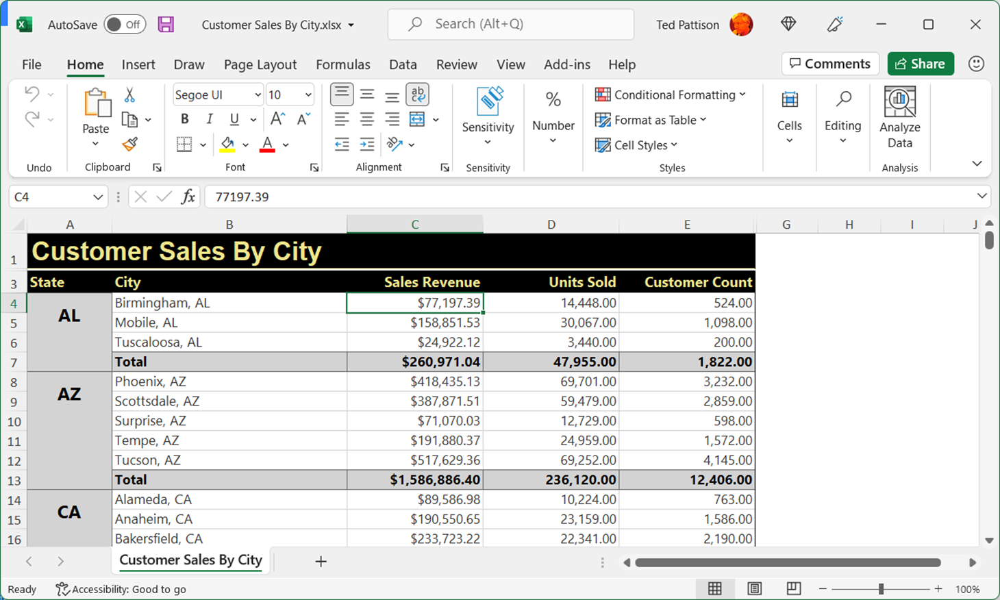 AutoSave Off Customer Sales By City.xlsx Search (Alt+Q) Ted Pattison
File Home Insert Draw Page Layout Formulas Data Review View Add-ins Help Comments Share
Paste
Undo
Clipboard
Segoe UI 10
B I U A A
A
Font
ab
c
Alignment
Sensitivity
Sensitivity
%
Number
Conditional Formatting
Format as Table
Cell Styles
Styles
Cells
Editing
Analyze
Data
Analysis
C4 fx 77197.39
A B C D E G H I J
1 Customer Sales By City
3 State City Sales Revenue Units Sold Customer Count
4 AL Birmingham, AL $77,197.39 14,448.00 524.00
5 Mobile, AL $158,851.53 30,067.00 1,098.00
6 Tuscaloosa, AL $24,922.12 3,440.00 200.00
7 Total $260,971.04 47,955.00 1,822.00
8 AZ Phoenix, AZ $418,435.13 69,701.00 3,232.00
9 Scottsdale, AZ $387,871.51 59,479.00 2,859.00
10 Surprise, AZ $71,070.03 12,729.00 598.00
11 Tempe, AZ $191,880.37 24,959.00 1,572.00
12 Tucson, AZ $517,629.36 69,252.00 4,145.00
13 Total $1,586,886.40 236,120.00 12,406.00
14 CA Alameda, CA $89,586.98 10,224.00 763.00
15 Anaheim, CA $190,550.65 23,159.00 1,586.00
16 Bakersfield, CA $233,723.22 22,341.00 2,190.00
Customer Sales By City
Ready Accessibility: Good to go 100%